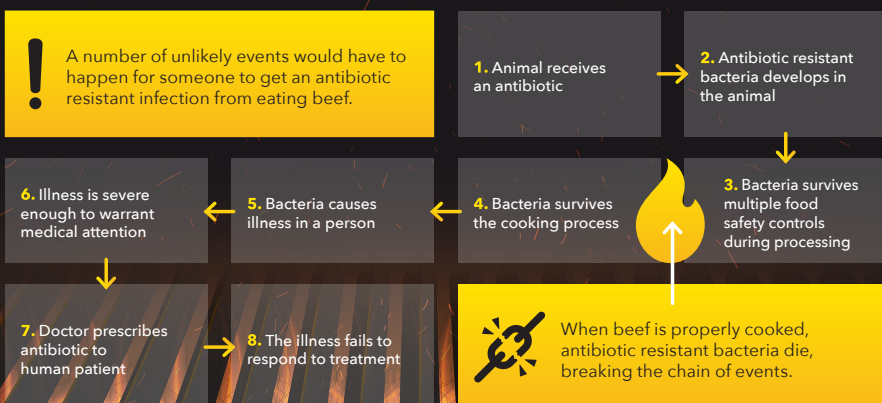 A number of unlikely events would have to
happen for someone to get an antibiotic
resistant infection from eating beef.
1. Animal receives
an antibiotic
2. Antibiotic resistant
bacteria develops in
the animal
3. Bacteria survives
multiple food
safety controls
during processing
4. Bacteria survives
the cooking process
5. Bacteria causes
illness in a person
6. Illness is severe
enough to warrant
medical attention
7. Doctor prescribes
antibiotic to
human patient
8. The illness fails to
respond to treatment
When beef is properly cooked,
antibiotic resistant bacteria die,
breaking the chain of events.